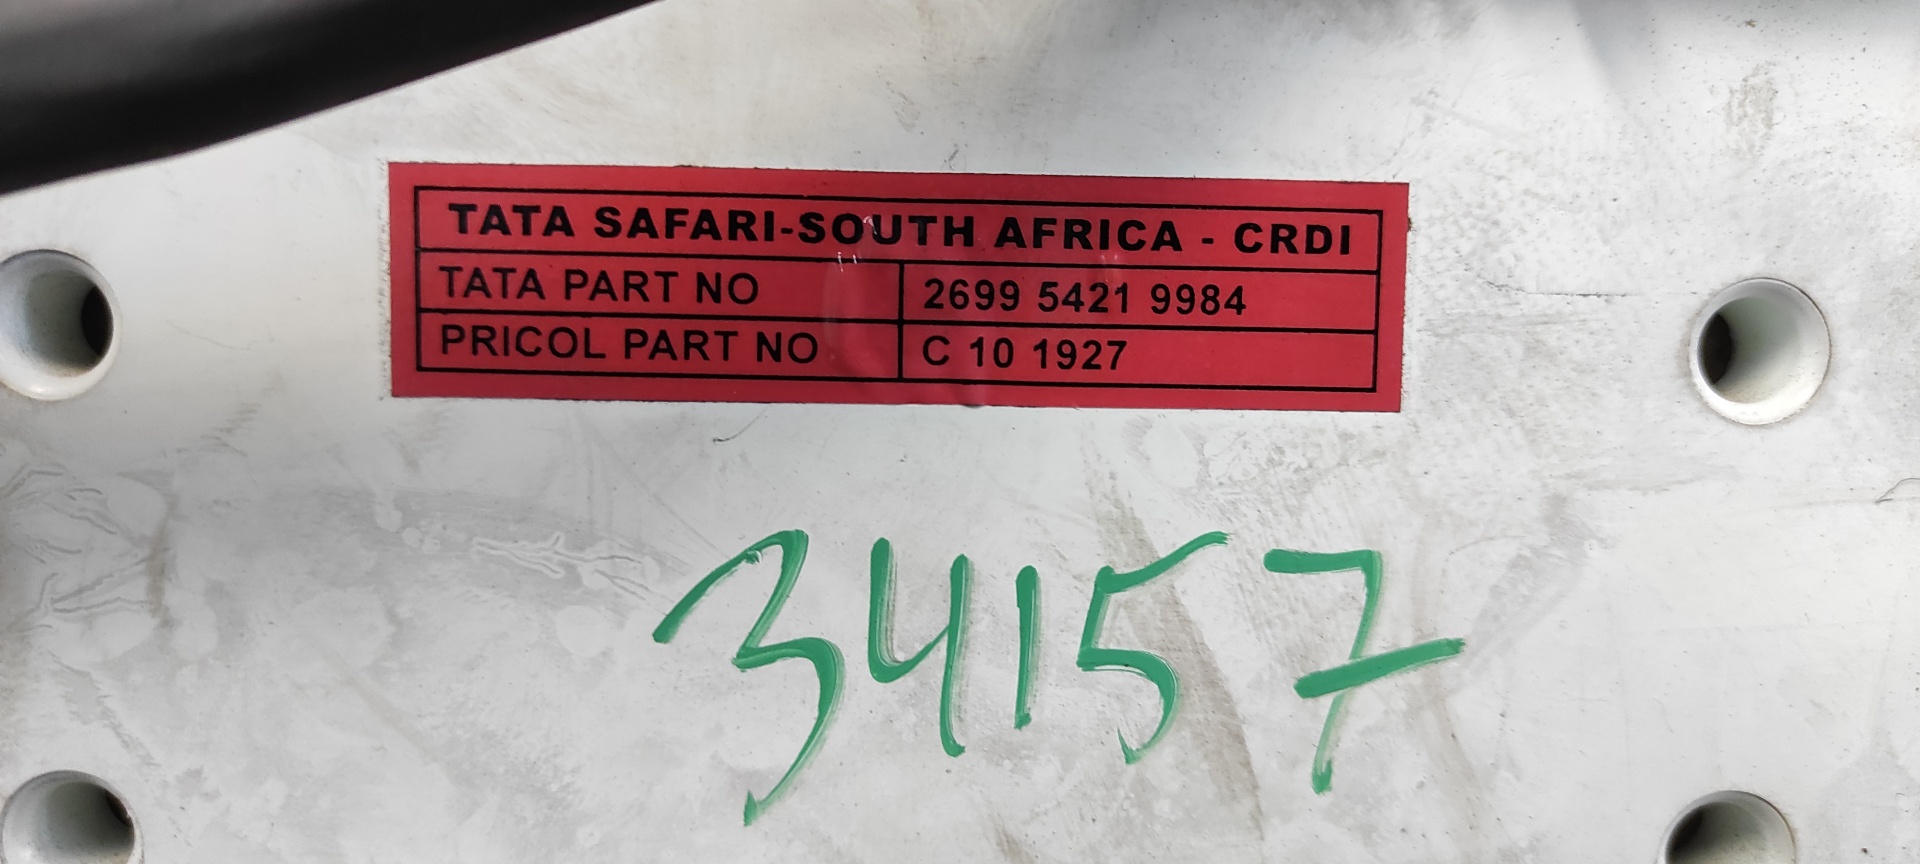 TATA SAFARI-SOUTH AFRICA - CRDI
TATA PART NO 2699 5421 9984
PRICOL PART NO C 10 1927
34157